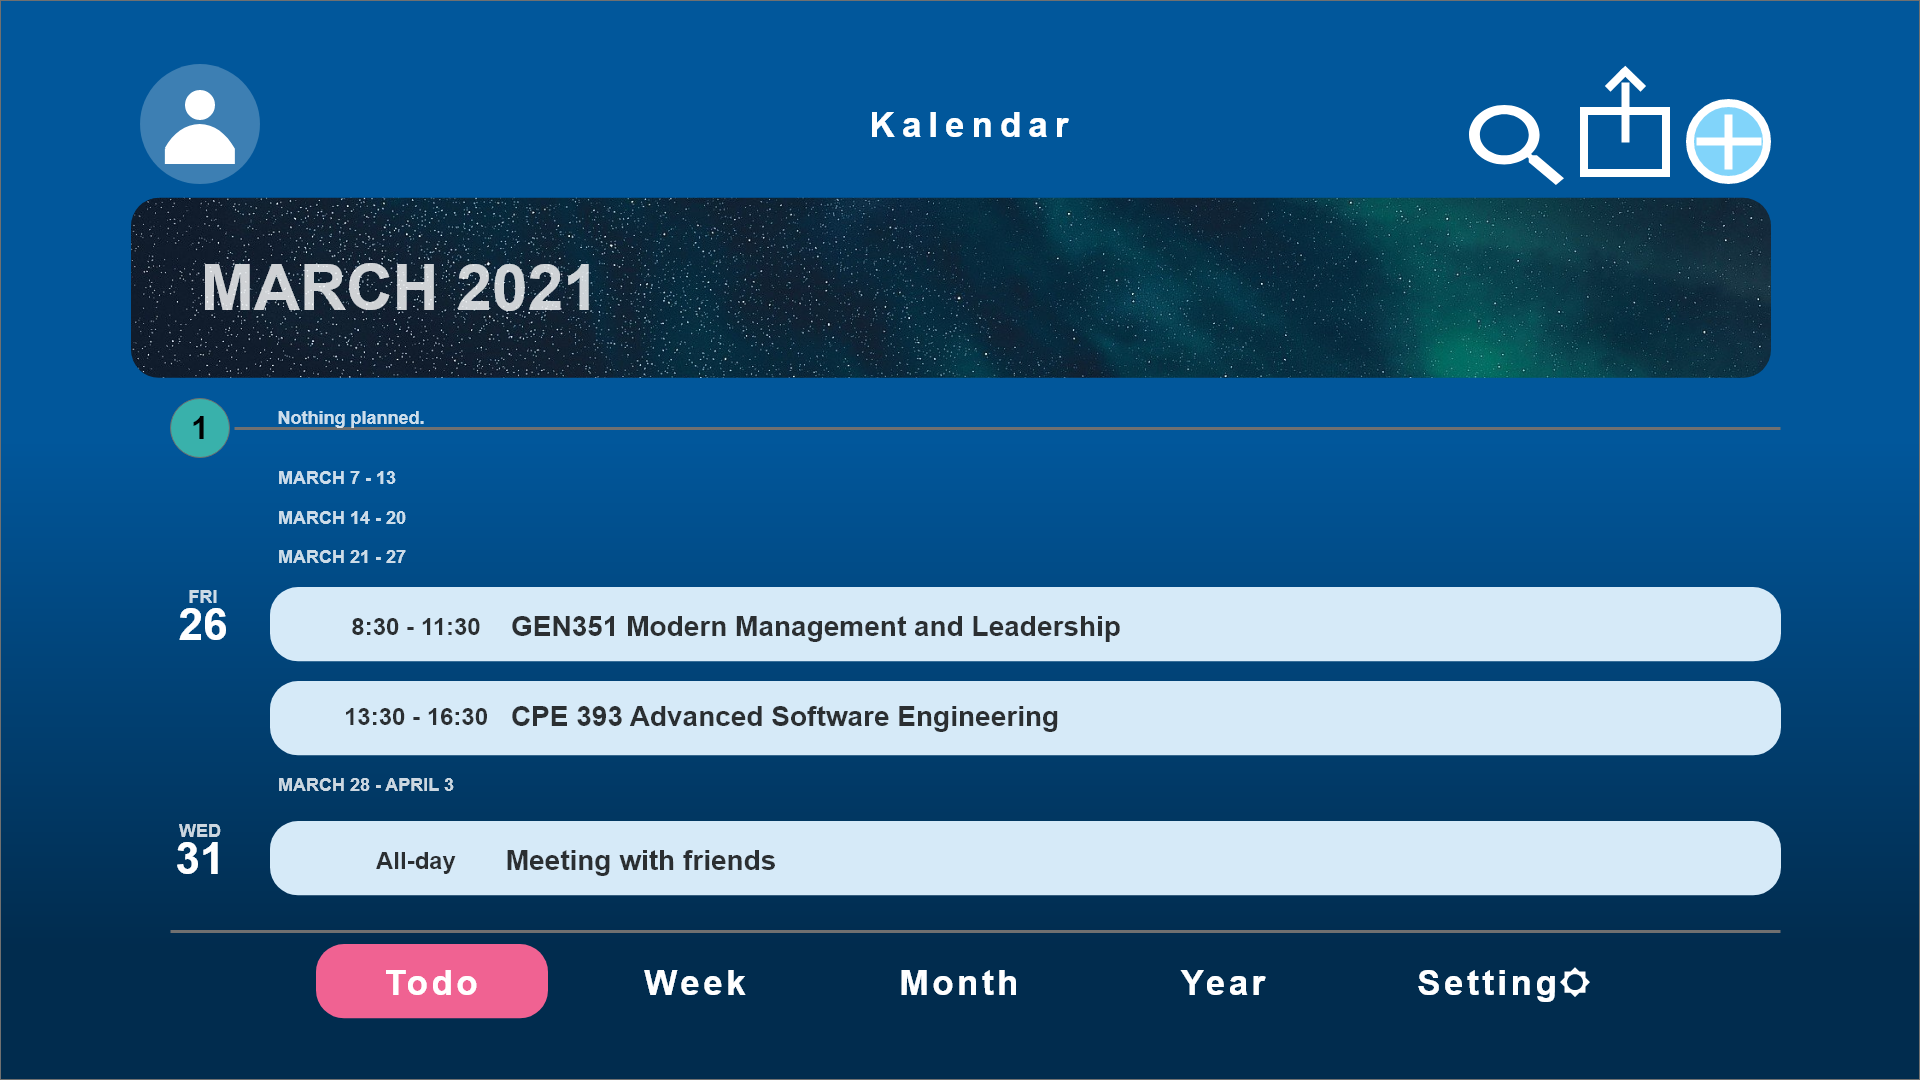 Kalendar
MARCH 2021
1 Nothing planned.
MARCH 7 - 13
MARCH 14 - 20
MARCH 21 - 27
FRI
26 8:30 - 11:30 GEN351 Modern Management and Leadership
13:30 - 16:30 CPE 393 Advanced Software Engineering
MARCH 28 - APRIL 3
WED
31 All-day Meeting with friends
Todo Week Month Year Setting